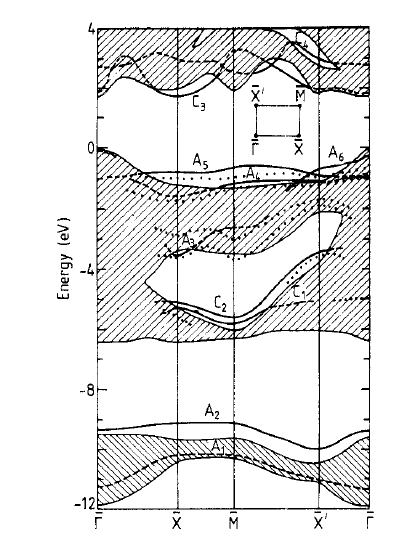 4
C4
C3
X̄′ M̄
Γ̄ X̄
0
A5 A6
A4
Energy (eV)
A3
-4
C2 C1
-8
A2
A1
-12
Γ̄ X̄ M̄ X̄′ Γ̄